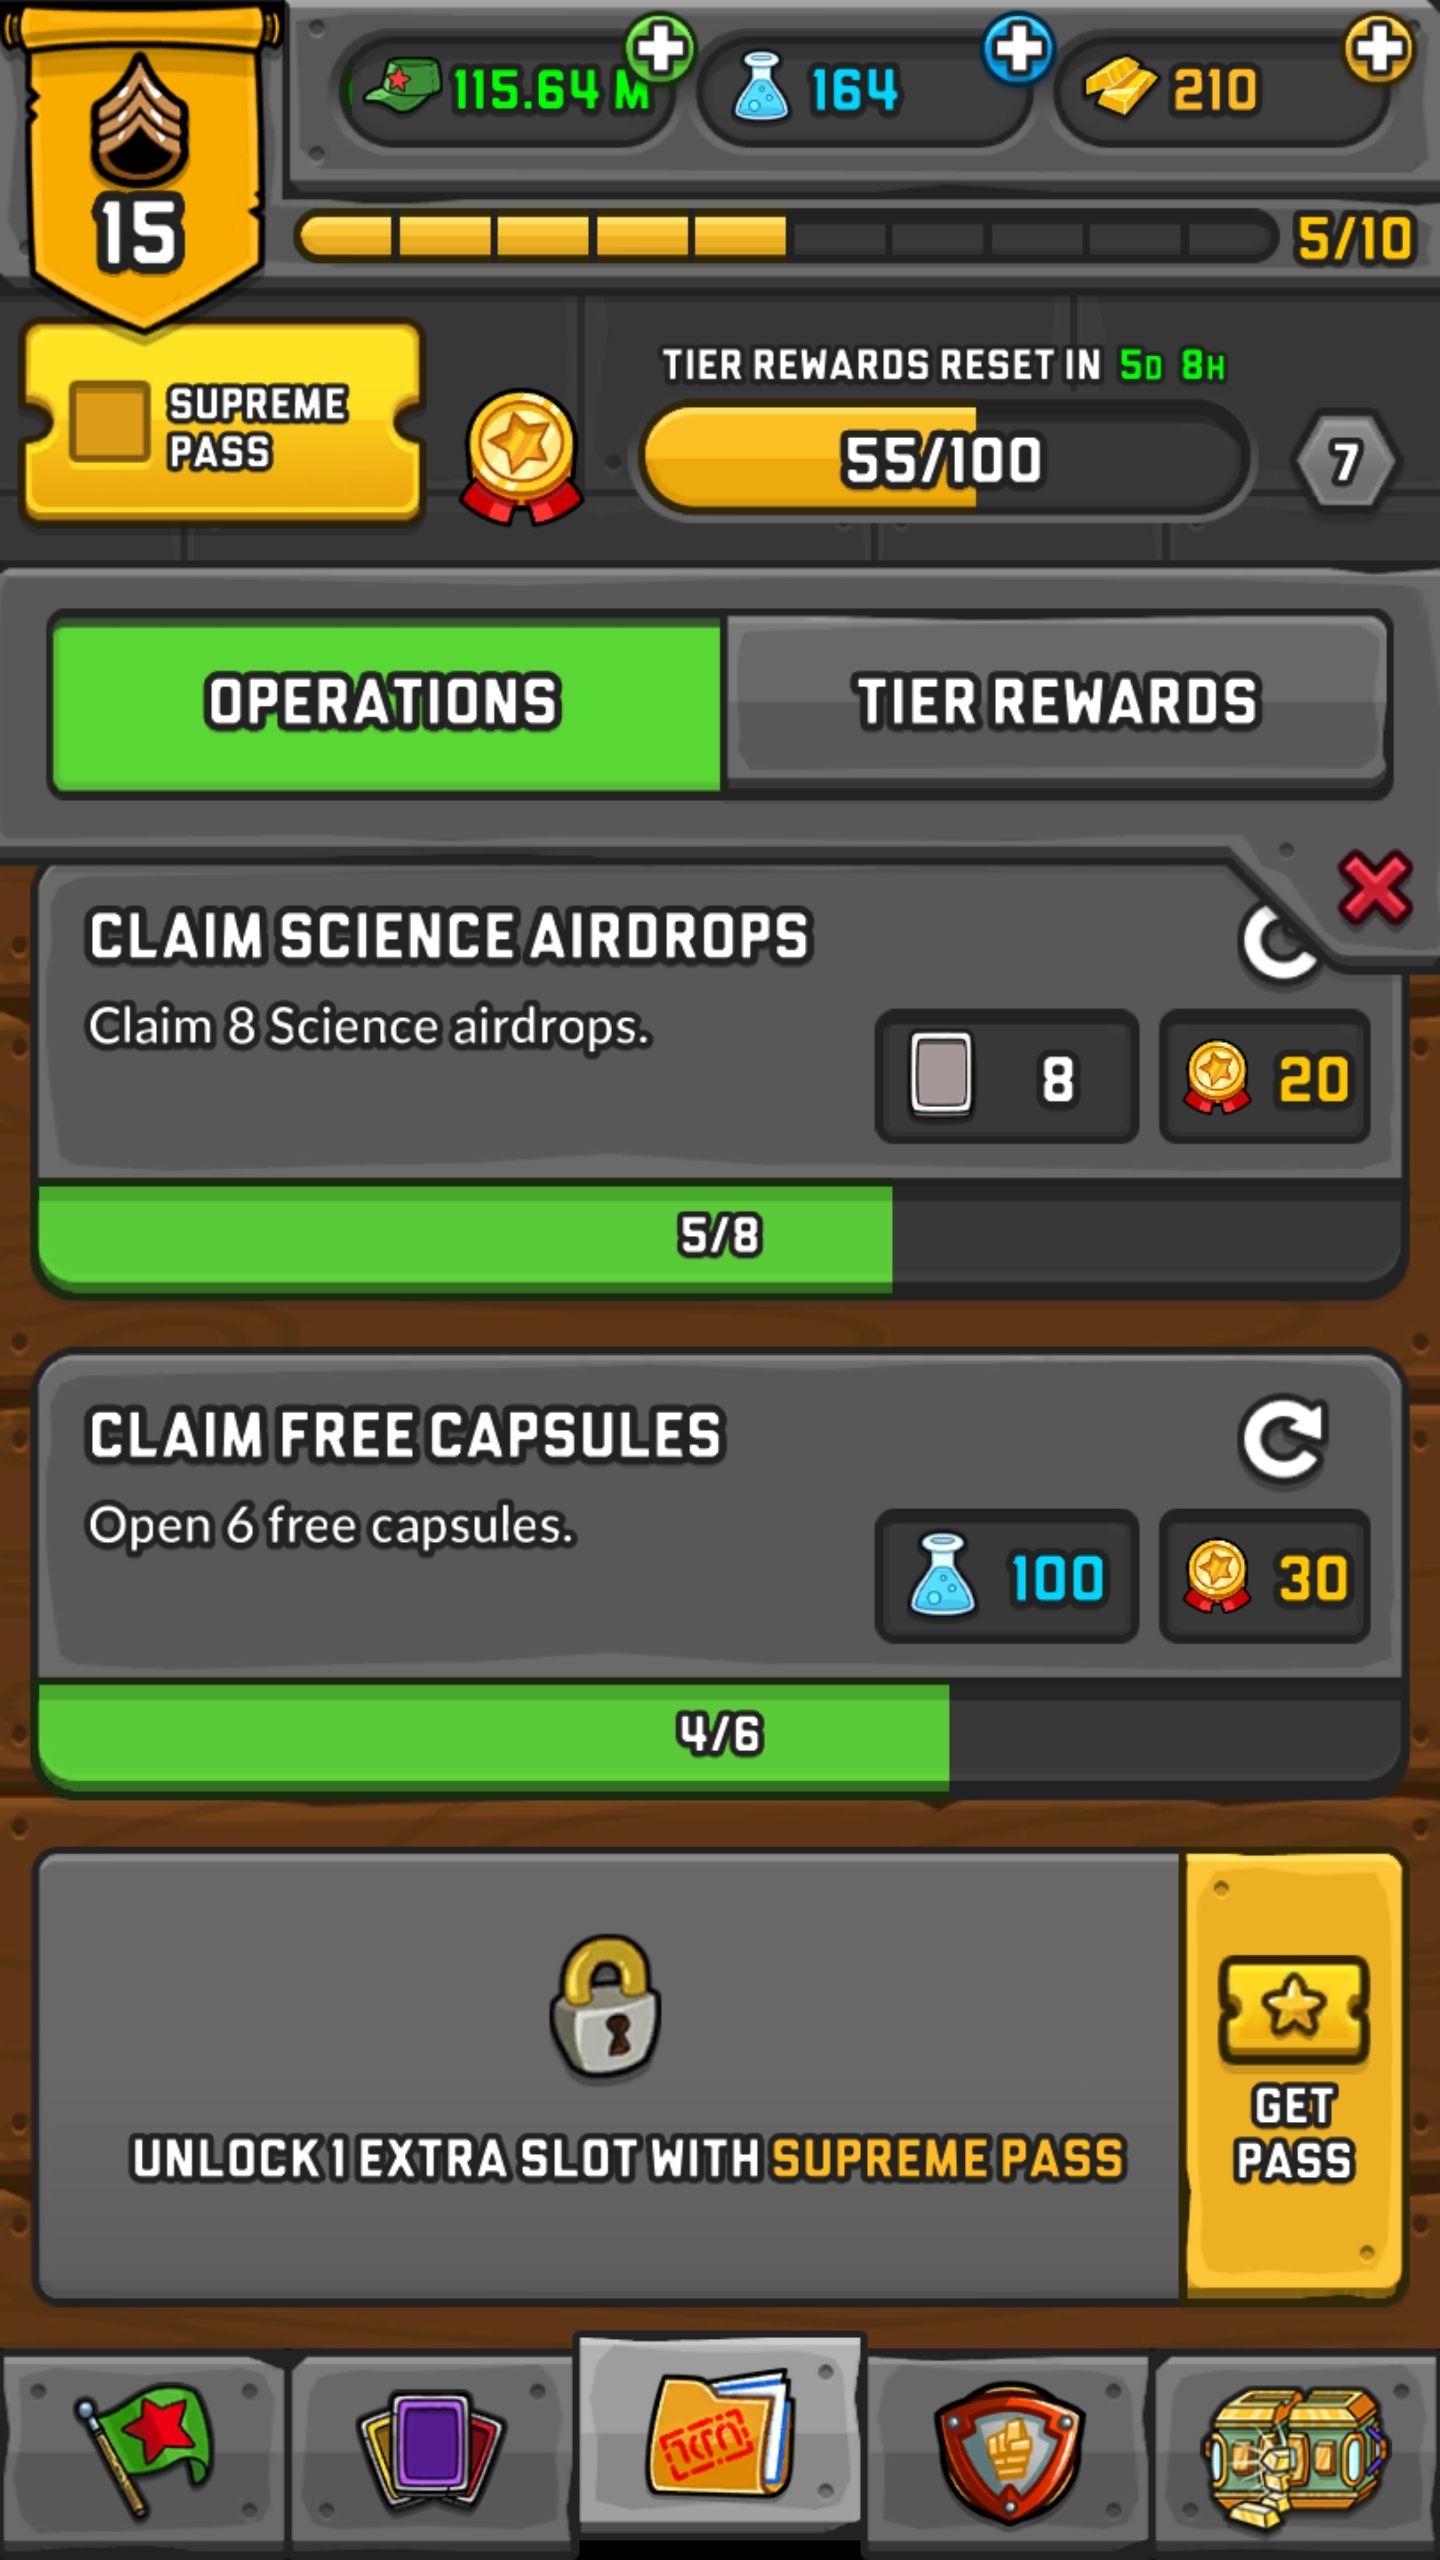 115.64 M
164
210
15
5/10
SUPREME
PASS
TIER REWARDS RESET IN 5D 8H
55/100
7
OPERATIONS
TIER REWARDS
CLAIM SCIENCE AIRDROPS
Claim 8 Science airdrops.
8
20
5/8
CLAIM FREE CAPSULES
Open 6 free capsules.
100
30
4/6
UNLOCK 1 EXTRA SLOT WITH SUPREME PASS
GET
PASS